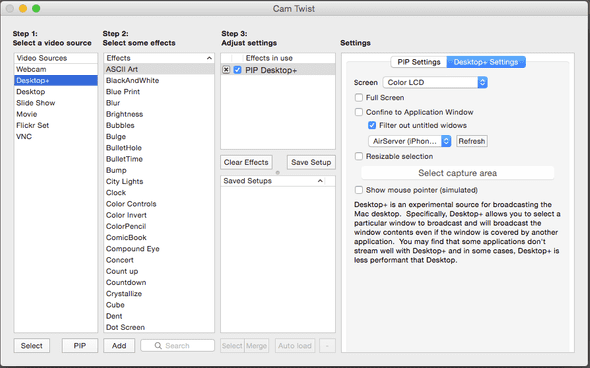 Cam Twist
Step 1:
Select a video source
Step 2:
Select some effects
Step 3:
Adjust settings
Settings
Video Sources
Webcam
Desktop+
Desktop
Slide Show
Movie
Flickr Set
VNC
Select
PIP
Effects
ASCII Art
BlackAndWhite
Blue Print
Blur
Brightness
Bubbles
Bulge
BulletHole
BulletTime
Bump
City Lights
Clock
Color Controls
Color Invert
ColorPencil
ComicBook
Compound Eye
Concert
Count up
Countdown
Crystallize
Cube
Dent
Dot Screen
Add
Search
Effects in use
PIP Desktop+
Clear Effects
Save Setup
Saved Setups
Select
Merge
Auto load
-
PIP Settings
Desktop+ Settings
Screen
Color LCD
Full Screen
Confine to Application Window
Filter out untitled widows
AirServer (iPhon...
Refresh
Resizable selection
Select capture area
Show mouse pointer (simulated)
Desktop+ is an experimental source for broadcasting the
Mac desktop. Specifically, Desktop+ allows you to select a
particular window to broadcast and will broadcast the
window contents even if the window is covered by another
application. You may find that some applications don't
stream well with Desktop+ and in some cases, Desktop+ is
less performant that Desktop.